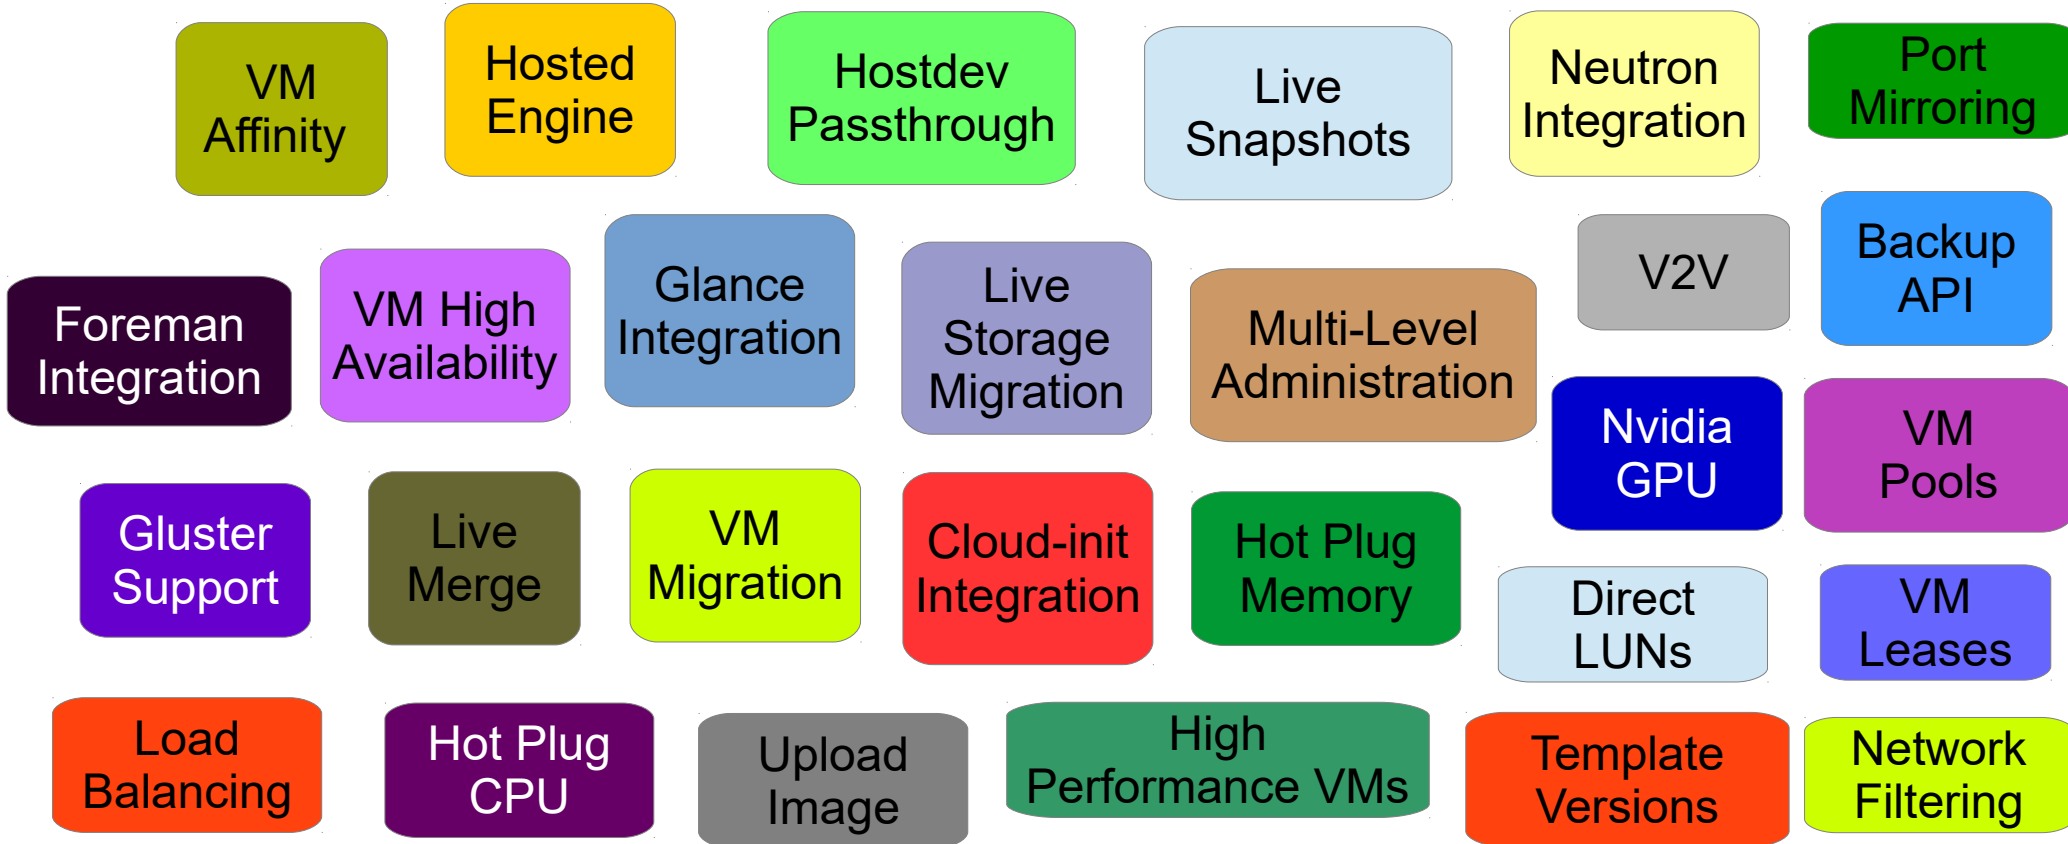 VM
Affinity
Hosted
Engine
Hostdev
Passthrough
Live
Snapshots
Neutron
Integration
Port
Mirroring
Foreman
Integration
VM High
Availability
Glance
Integration
Live
Storage
Migration
Multi-Level
Administration
V2V
Backup
API
Nvidia
GPU
VM
Pools
Gluster
Support
Live
Merge
VM
Migration
Cloud-init
Integration
Hot Plug
Memory
Direct
LUNs
VM
Leases
Load
Balancing
Hot Plug
CPU
Upload
Image
High
Performance VMs
Template
Versions
Network
Filtering